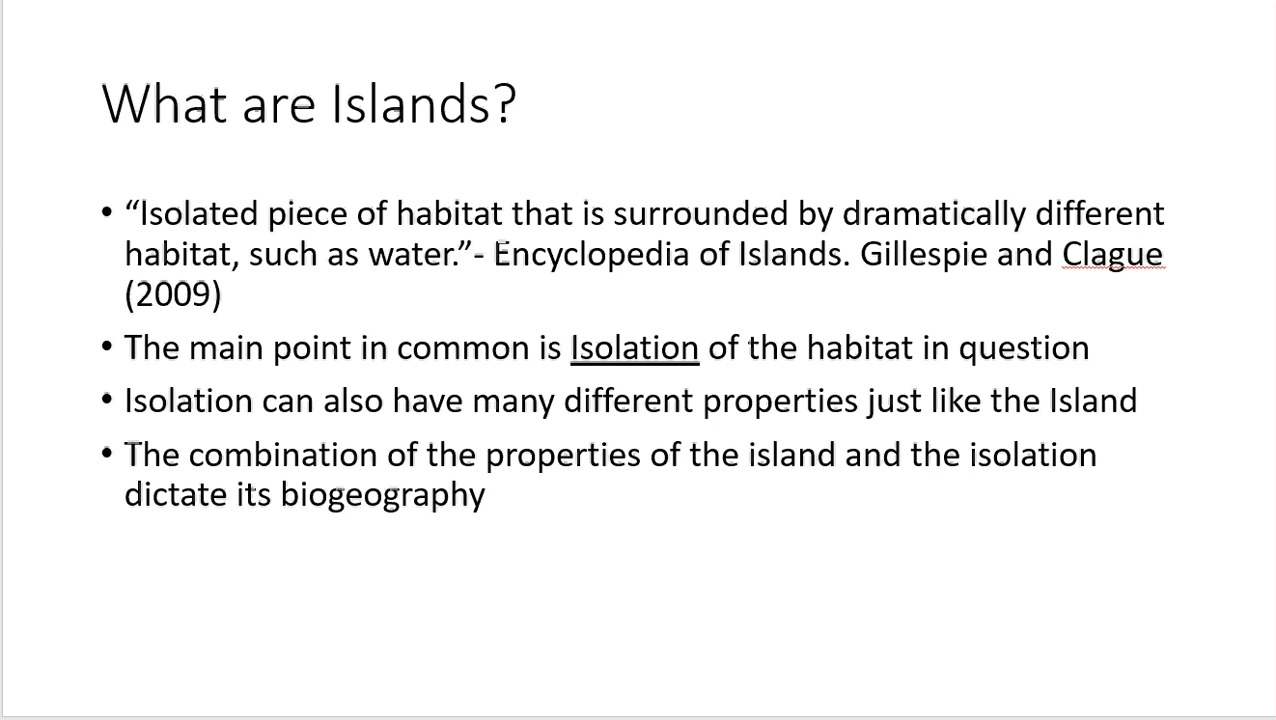 What are Islands?
• “Isolated piece of habitat that is surrounded by dramatically different
habitat, such as water.”- Encyclopedia of Islands. Gillespie and Clague
(2009)
• The main point in common is Isolation of the habitat in question
• Isolation can also have many different properties just like the Island
• The combination of the properties of the island and the isolation
dictate its biogeography